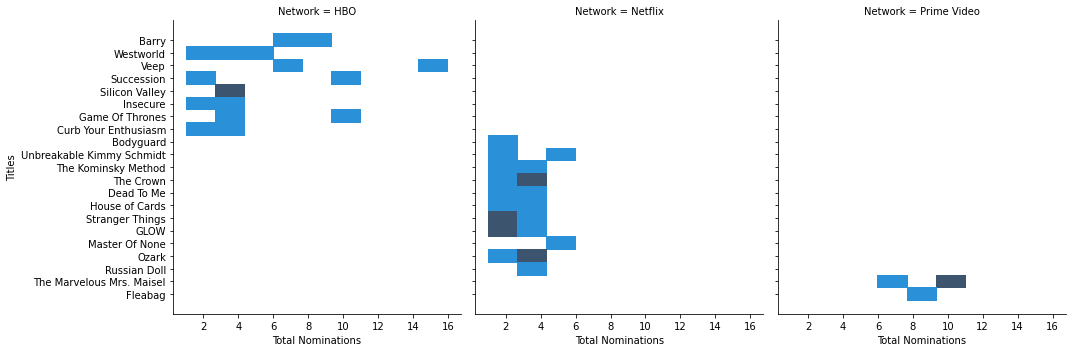 Network = HBO
Network = Netflix
Network = Prime Video
Titles
Barry
Westworld
Veep
Succession
Silicon Valley
Insecure
Game Of Thrones
Curb Your Enthusiasm
Bodyguard
Unbreakable Kimmy Schmidt
The Kominsky Method
The Crown
Dead To Me
House of Cards
Stranger Things
GLOW
Master Of None
Ozark
Russian Doll
The Marvelous Mrs. Maisel
Fleabag
2 4 6 8 10 12 14 16
Total Nominations
2 4 6 8 10 12 14 16
Total Nominations
2 4 6 8 10 12 14 16
Total Nominations